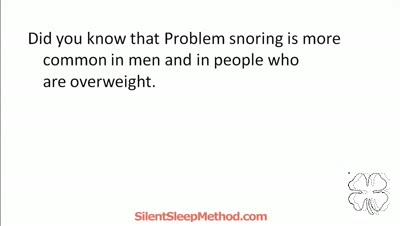 Did you know that Problem snoring is more
common in men and in people who
are overweight.
SilentSleepMethod.com